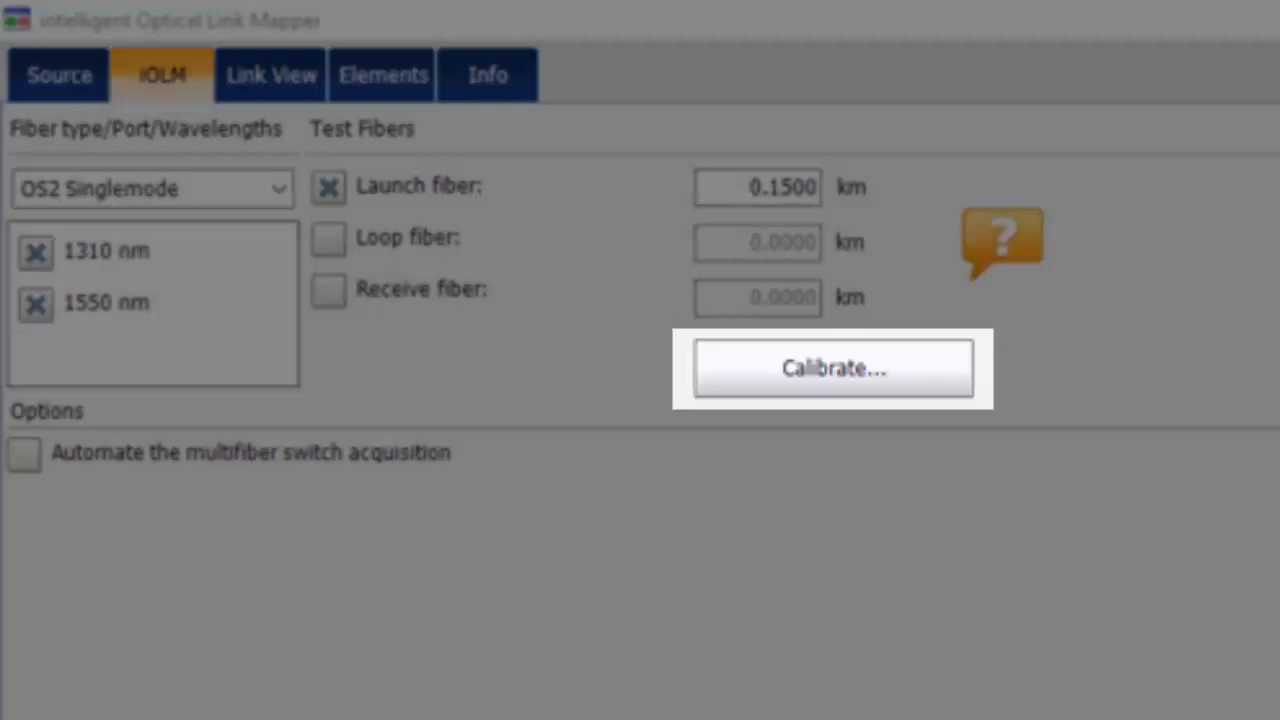 intelligent Optical Link Mapper
Source iOLM Link View Elements Info
Fiber type/Port/Wavelengths Test Fibers
OS2 Singlemode
Launch fiber: 0.1500 km
1310 nm
Loop fiber: 0.0000 km
?
1550 nm
Receive fiber: 0.0000 km
Calibrate...
Options
Automate the multifiber switch acquisition